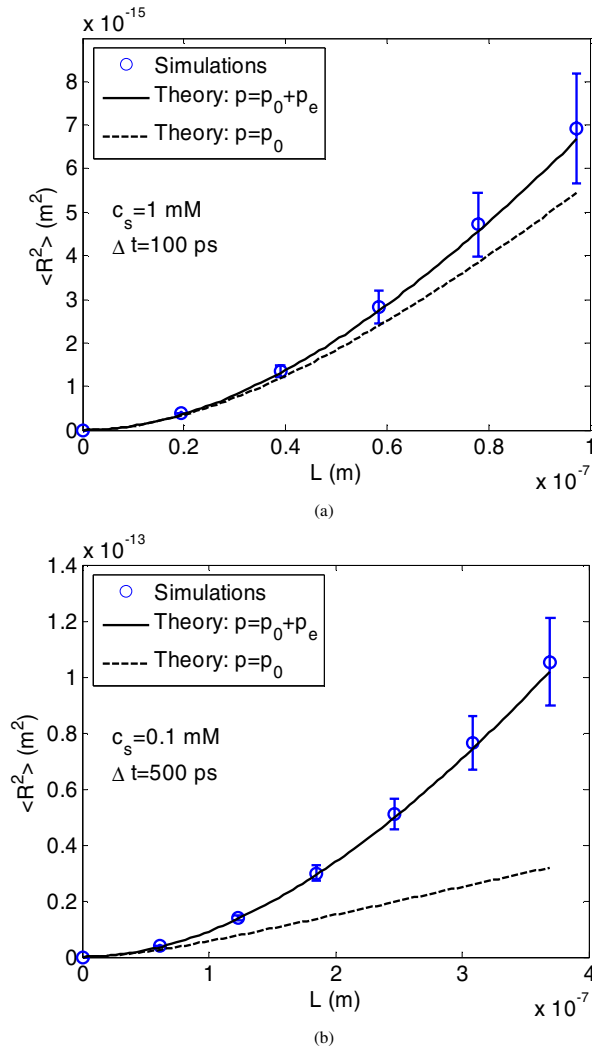 x 10^-15
Simulations
Theory: p=p_0+p_e
Theory: p=p_0
c_s=1 mM
Δ t=100 ps
<R^2> (m^2)
9
8
7
6
5
4
3
2
1
0
0 0.2 0.4 0.6 0.8 1
L (m)
x 10^-7
(a)
x 10^-13
Simulations
Theory: p=p_0+p_e
Theory: p=p_0
c_s=0.1 mM
Δ t=500 ps
<R^2> (m^2)
1.4
1.2
1
0.8
0.6
0.4
0.2
0
0 1 2 3 4
L (m)
x 10^-7
(b)